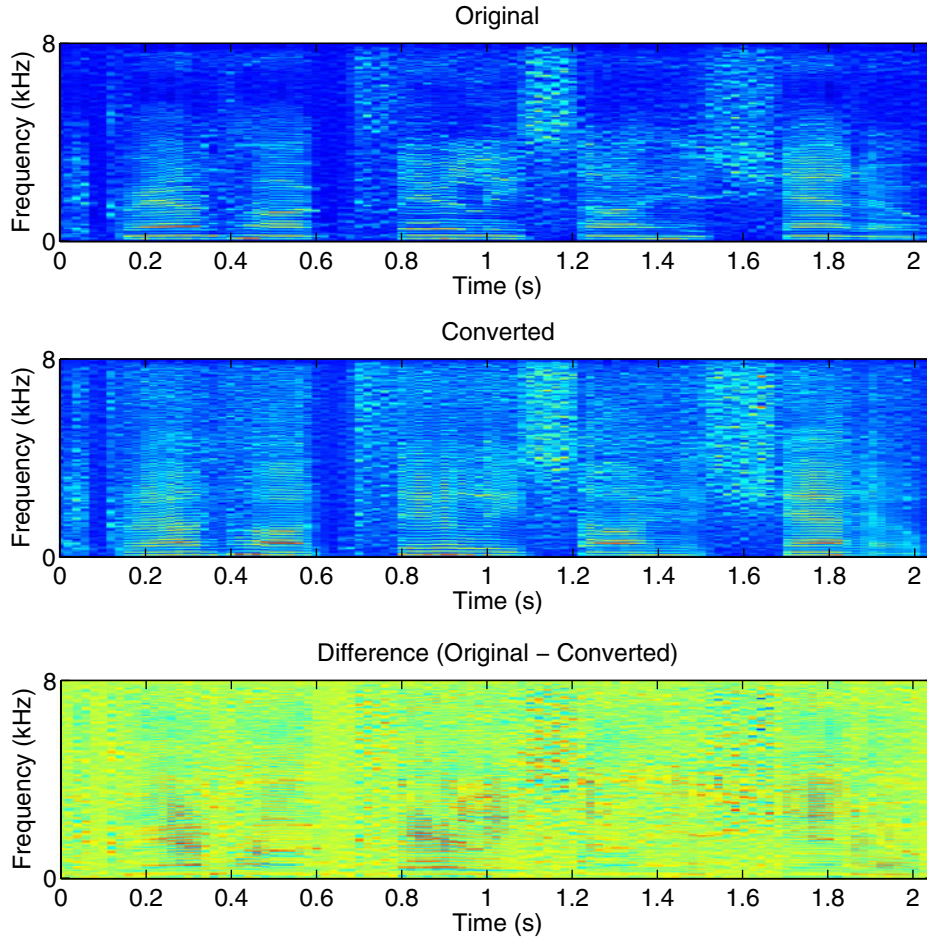 Original
8
Frequency (kHz)
0
0 0.2 0.4 0.6 0.8 1 1.2 1.4 1.6 1.8 2
Time (s)
Converted
8
Frequency (kHz)
0
0 0.2 0.4 0.6 0.8 1 1.2 1.4 1.6 1.8 2
Time (s)
Difference (Original − Converted)
8
Frequency (kHz)
0
0 0.2 0.4 0.6 0.8 1 1.2 1.4 1.6 1.8 2
Time (s)